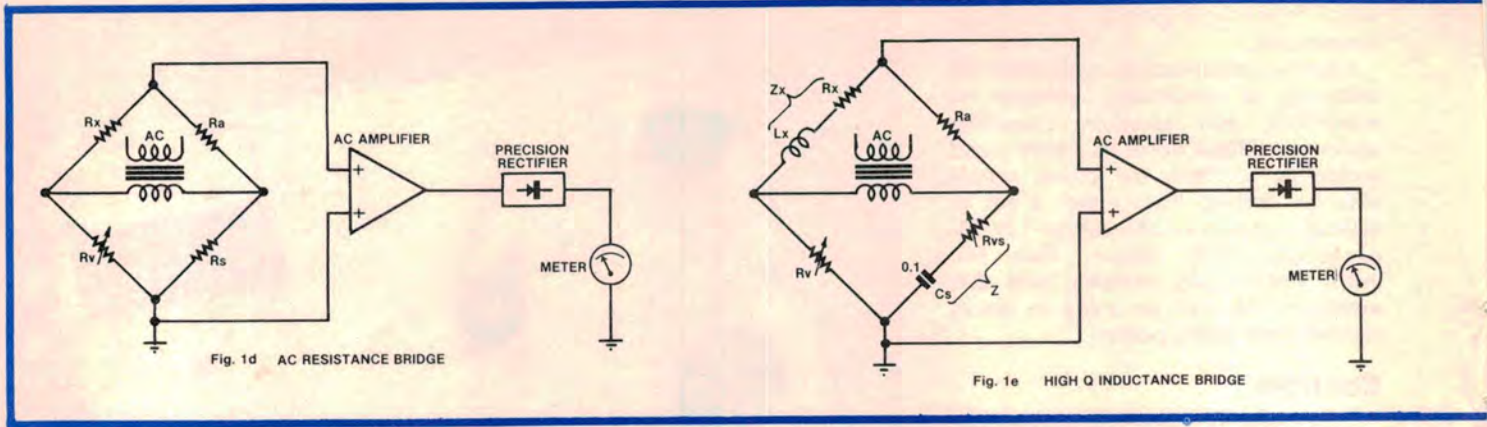 Rx
Ra
AC
AC AMPLIFIER
PRECISION
RECTIFIER
+
+
Rv
Rs
METER
Fig. 1d AC RESISTANCE BRIDGE
Zx
Rx
Lx
Ra
AC
AC AMPLIFIER
PRECISION
RECTIFIER
+
+
Rv
Rvs
0.1
Cs
Z
METER
Fig. 1e HIGH Q INDUCTANCE BRIDGE